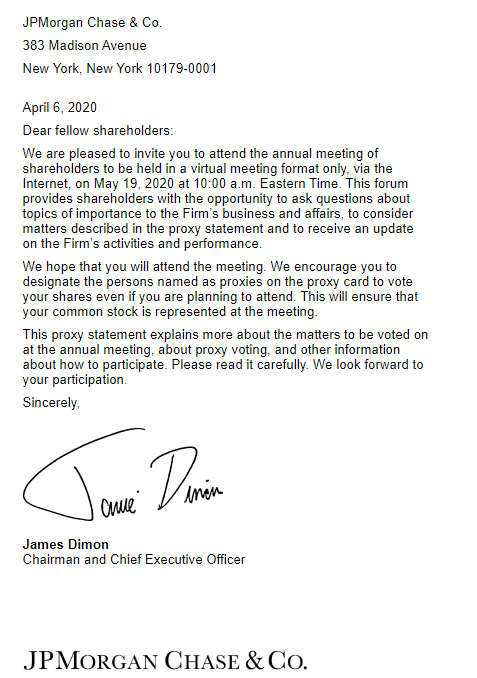 JPMorgan Chase & Co.
383 Madison Avenue
New York, New York 10179-0001
April 6, 2020
Dear fellow shareholders:
We are pleased to invite you to attend the annual meeting of
shareholders to be held in a virtual meeting format only, via the
Internet, on May 19, 2020 at 10:00 a.m. Eastern Time. This forum
provides shareholders with the opportunity to ask questions about
topics of importance to the Firm's business and affairs, to consider
matters described in the proxy statement and to receive an update
on the Firm's activities and performance.
We hope that you will attend the meeting. We encourage you to
designate the persons named as proxies on the proxy card to vote
your shares even if you are planning to attend. This will ensure that
your common stock is represented at the meeting.
This proxy statement explains more about the matters to be voted on
at the annual meeting, about proxy voting, and other information
about how to participate. Please read it carefully. We look forward to
your participation.
Sincerely,
Jamie Dimon
James Dimon
Chairman and Chief Executive Officer
JPMORGAN CHASE & CO.